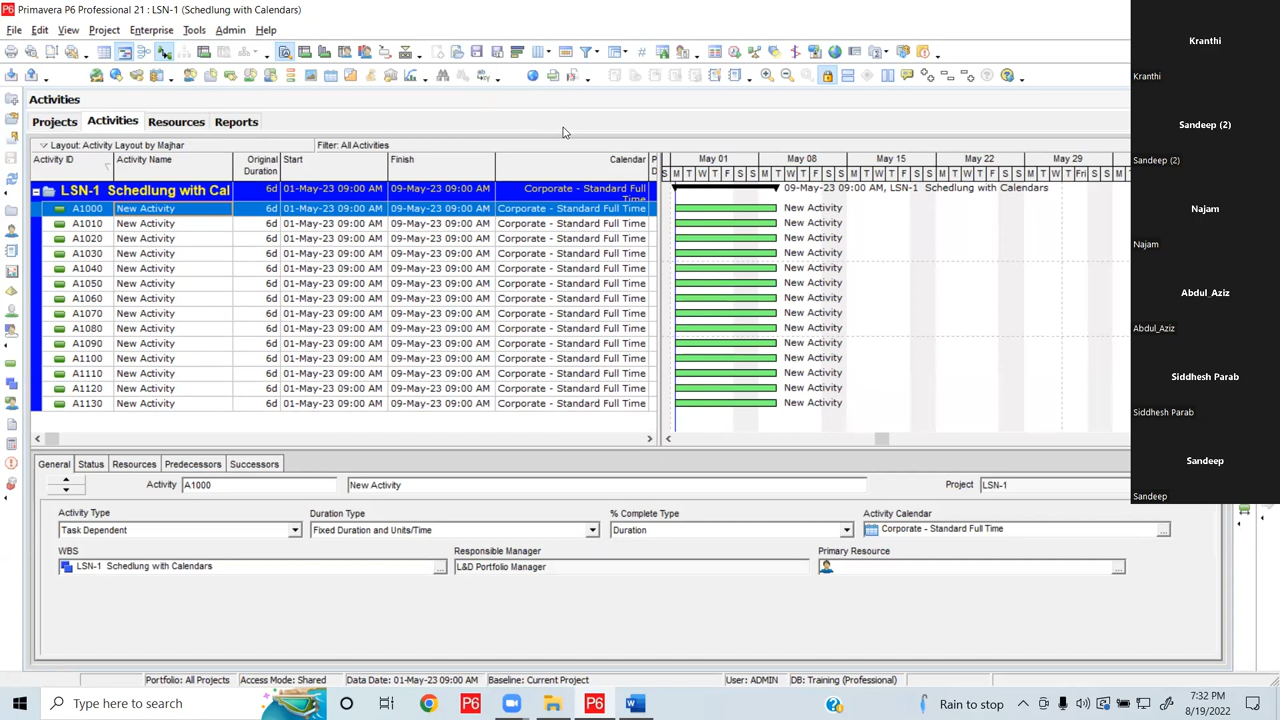 Primavera P6 Professional 21 : LSN-1 (Schedlung with Calendars)
File Edit View Project Enterprise Tools Admin Help
Activities
Projects Activities Resources Reports
Layout: Activity Layout by Majhar Filter: All Activities
Activity ID Activity Name Original Duration Start Finish Calendar P D May 01 May 08 May 15 May 22 May 29
S M T W T F S S M T W T F S S M T W T F S S M T W T F S S M T W T Fri S S M T
LSN-1 Schedlung with Cal 6d 01-May-23 09:00 AM 09-May-23 09:00 AM Corporate - Standard Full Time 09-May-23 09:00 AM, LSN-1 Schedlung with Calendars
A1000 New Activity 6d 01-May-23 09:00 AM 09-May-23 09:00 AM Corporate - Standard Full Time New Activity
A1010 New Activity 6d 01-May-23 09:00 AM 09-May-23 09:00 AM Corporate - Standard Full Time New Activity
A1020 New Activity 6d 01-May-23 09:00 AM 09-May-23 09:00 AM Corporate - Standard Full Time New Activity
A1030 New Activity 6d 01-May-23 09:00 AM 09-May-23 09:00 AM Corporate - Standard Full Time New Activity
A1040 New Activity 6d 01-May-23 09:00 AM 09-May-23 09:00 AM Corporate - Standard Full Time New Activity
A1050 New Activity 6d 01-May-23 09:00 AM 09-May-23 09:00 AM Corporate - Standard Full Time New Activity
A1060 New Activity 6d 01-May-23 09:00 AM 09-May-23 09:00 AM Corporate - Standard Full Time New Activity
A1070 New Activity 6d 01-May-23 09:00 AM 09-May-23 09:00 AM Corporate - Standard Full Time New Activity
A1080 New Activity 6d 01-May-23 09:00 AM 09-May-23 09:00 AM Corporate - Standard Full Time New Activity
A1090 New Activity 6d 01-May-23 09:00 AM 09-May-23 09:00 AM Corporate - Standard Full Time New Activity
A1100 New Activity 6d 01-May-23 09:00 AM 09-May-23 09:00 AM Corporate - Standard Full Time New Activity
A1110 New Activity 6d 01-May-23 09:00 AM 09-May-23 09:00 AM Corporate - Standard Full Time New Activity
A1120 New Activity 6d 01-May-23 09:00 AM 09-May-23 09:00 AM Corporate - Standard Full Time New Activity
A1130 New Activity 6d 01-May-23 09:00 AM 09-May-23 09:00 AM Corporate - Standard Full Time New Activity
General Status Resources Predecessors Successors
Activity A1000 New Activity Project LSN-1
Activity Type Duration Type % Complete Type Activity Calendar
Task Dependent Fixed Duration and Units/Time Duration Corporate - Standard Full Time
WBS Responsible Manager Primary Resource
LSN-1 Schedlung with Calendars L&D Portfolio Manager
Portfolio: All Projects Access Mode: Shared Data Date: 01-May-23 09:00 AM Baseline: Current Project User: ADMIN DB: Training (Professional)
Type here to search Rain to stop 7:32 PM
8/19/2022
Kranthi
Kranthi
Sandeep (2)
Sandeep (2)
Najam
Najam
Abdul_Aziz
Abdul_Aziz
Siddhesh Parab
Siddhesh Parab
Sandeep
Sandeep